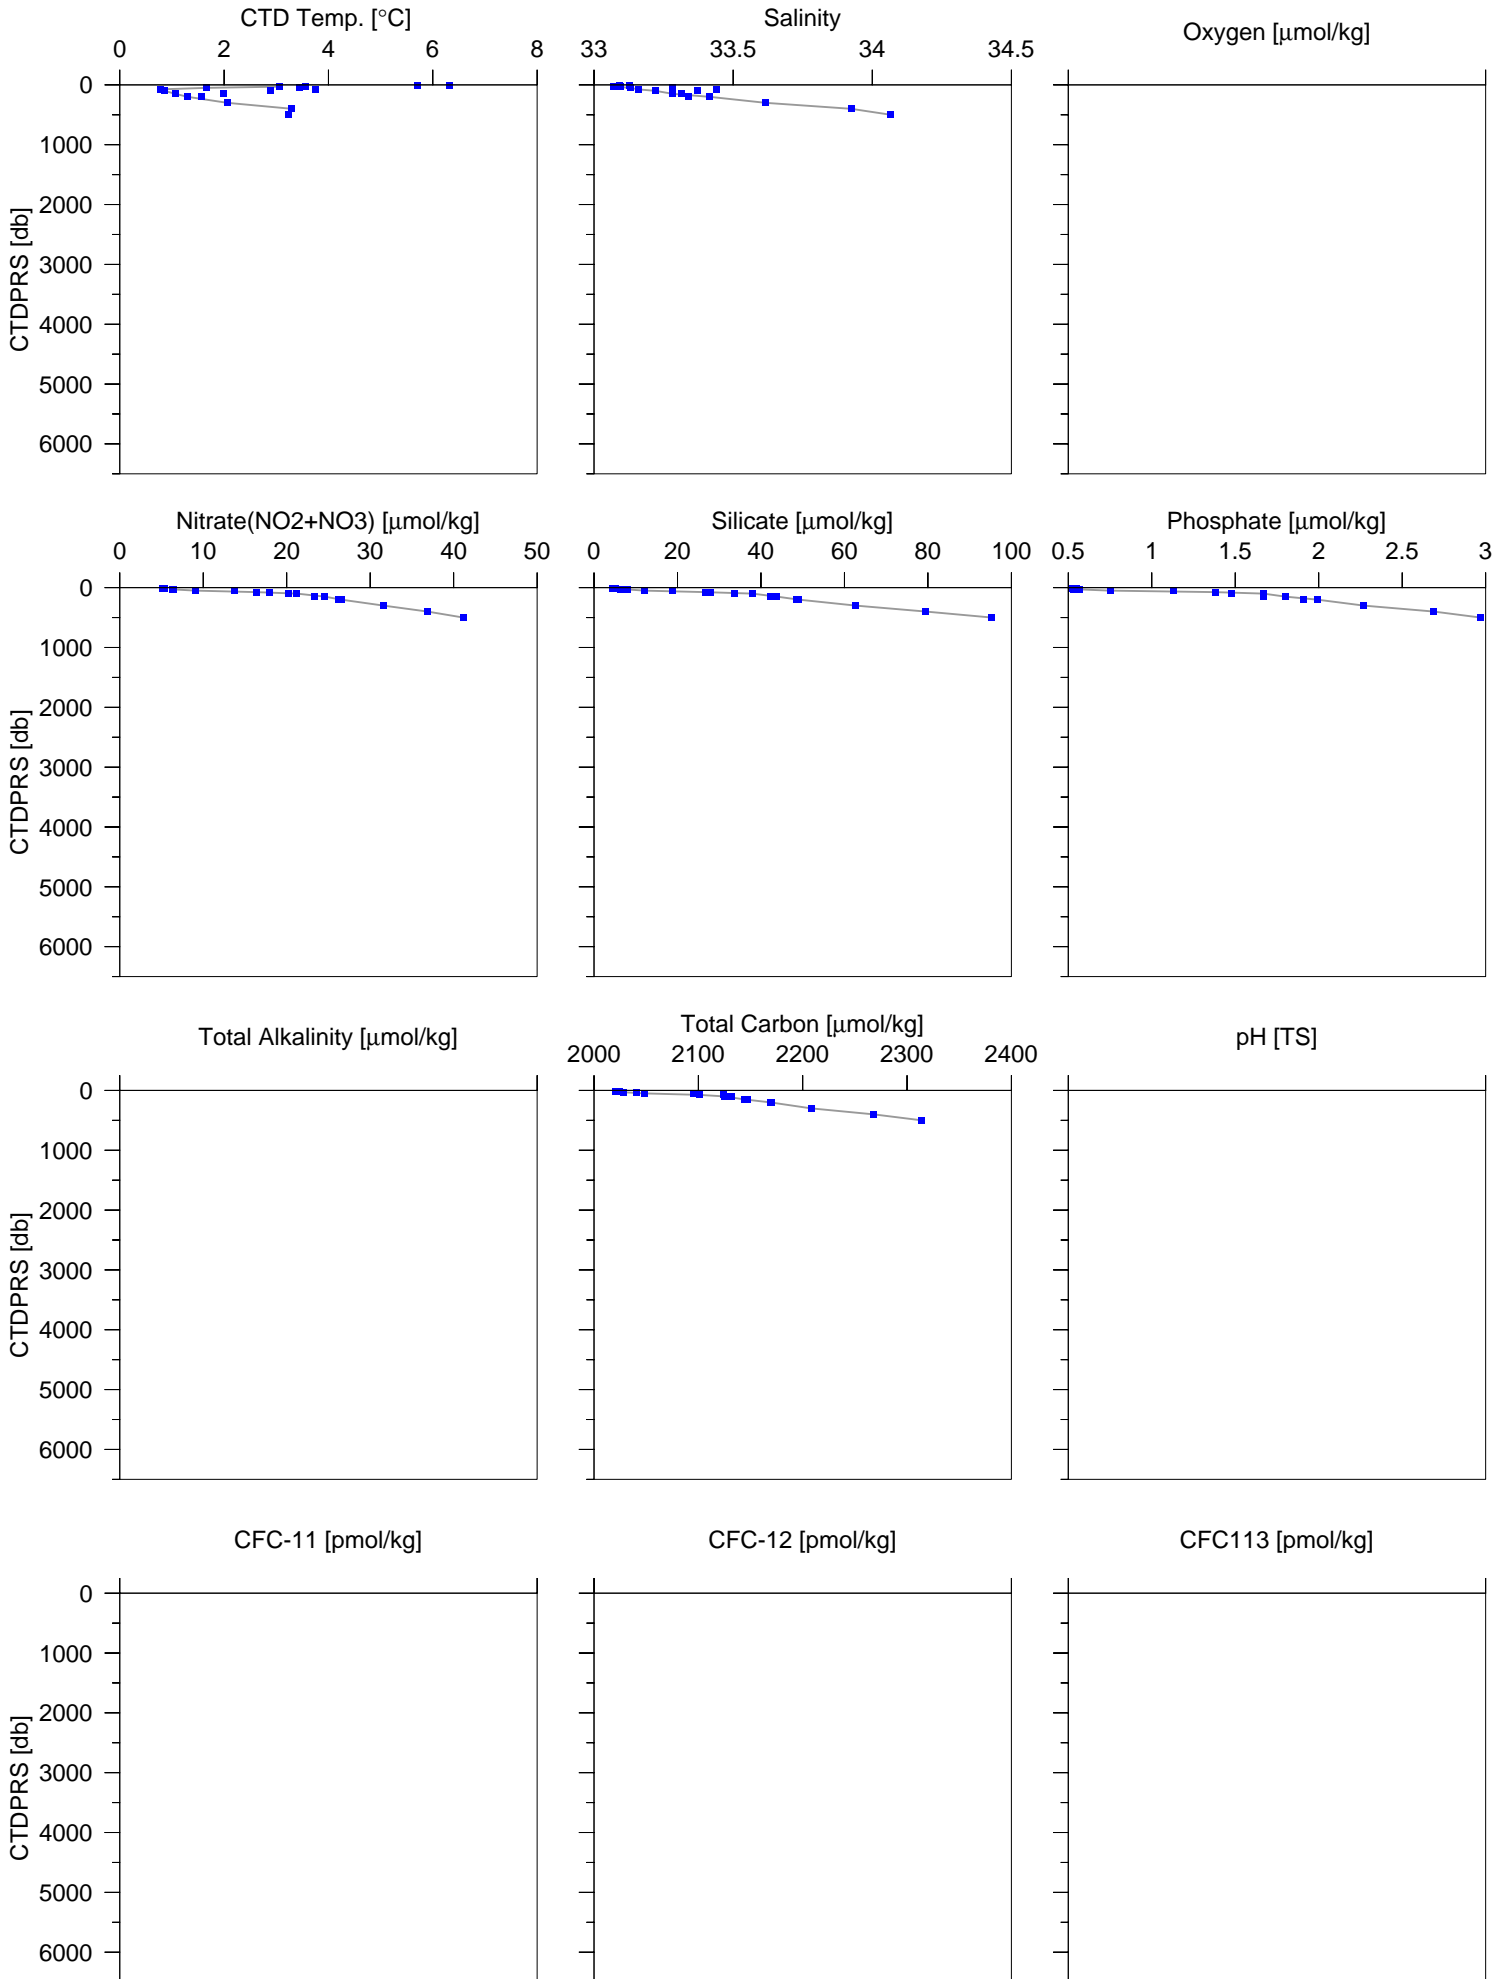 CTD Temp. [°C] Salinity Oxygen [µmol/kg]
0 2 4 6 8 33 33.5 34 34.5
0
1000
2000
3000
4000
5000
6000
CTDPRS [db]
Nitrate(NO2+NO3) [µmol/kg] Silicate [µmol/kg] Phosphate [µmol/kg]
0 10 20 30 40 50 0 20 40 60 80 100 0.5 1 1.5 2 2.5 3
0
1000
2000
3000
4000
5000
6000
CTDPRS [db]
Total Alkalinity [µmol/kg] Total Carbon [µmol/kg] pH [TS]
2000 2100 2200 2300 2400
0
1000
2000
3000
4000
5000
6000
CTDPRS [db]
CFC-11 [pmol/kg] CFC-12 [pmol/kg] CFC113 [pmol/kg]
0
1000
2000
3000
4000
5000
6000
CTDPRS [db]